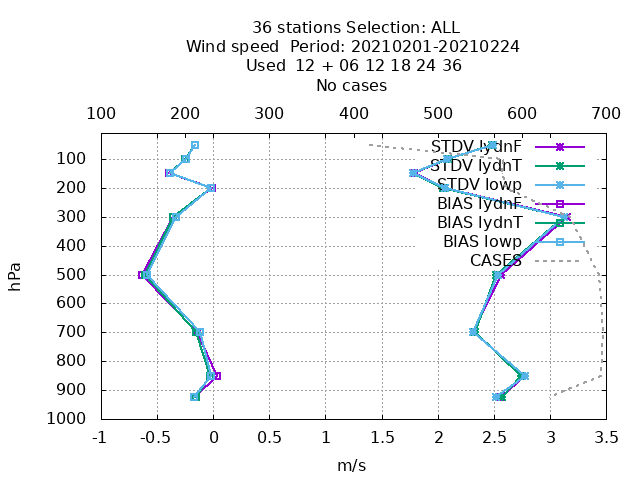 36 stations Selection: ALL
Wind speed  Period: 20210201-20210224
Used  12 + 06 12 18 24 36
No cases
100 200 300 400 500 600 700
STDV lydnF
STDV lydnT
STDV lowp
BIAS lydnF
BIAS lydnT
BIAS lowp
CASES
100
200
300
400
500
600
700
800
900
1000
hPa
-1 -0.5 0 0.5 1 1.5 2 2.5 3 3.5
m/s